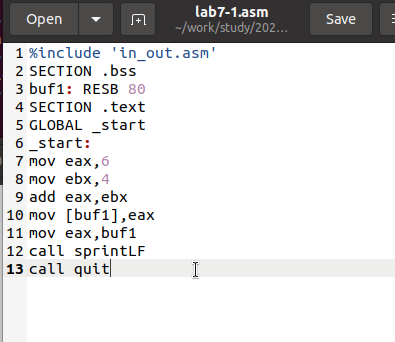 Open
lab7-1.asm
~/work/study/202...
Save
1 %include 'in_out.asm'
2 SECTION .bss
3 buf1: RESB 80
4 SECTION .text
5 GLOBAL _start
6 _start:
7 mov eax,6
8 mov ebx,4
9 add eax,ebx
10 mov [buf1],eax
11 mov eax,buf1
12 call sprintLF
13 call quit